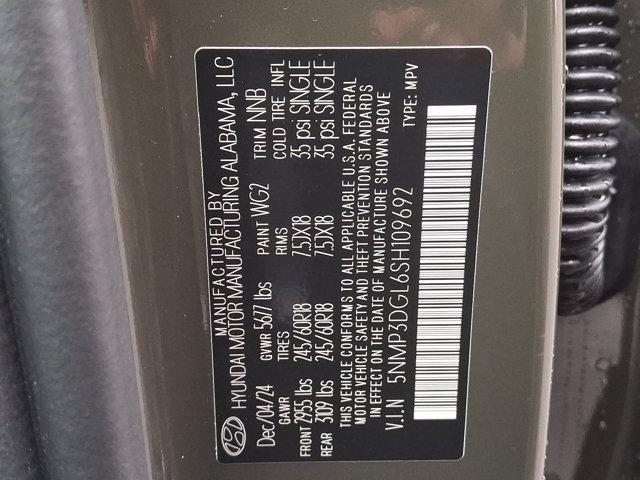 MANUFACTURED BY
HYUNDAI MOTOR MANUFACTURING ALABAMA, LLC
Dec/04/24 GVWR 5677 lbs PAINT WG2 TRIM NNB
GAWR TIRES RIMS COLD TIRE INFL
FRONT 2955 lbs 245/60R18 7.5JX18 35 psi SINGLE
REAR 3109 lbs 245/60R18 7.5JX18 35 psi SINGLE
THIS VEHICLE CONFORMS TO ALL APPLICABLE U.S.A. FEDERAL
MOTOR VEHICLE SAFETY AND THEFT PREVENTION STANDARDS
IN EFFECT ON THE DATE OF MANUFACTURE SHOWN ABOVE
V.I.N 5NMP3DGL6SH109692 TYPE: MPV